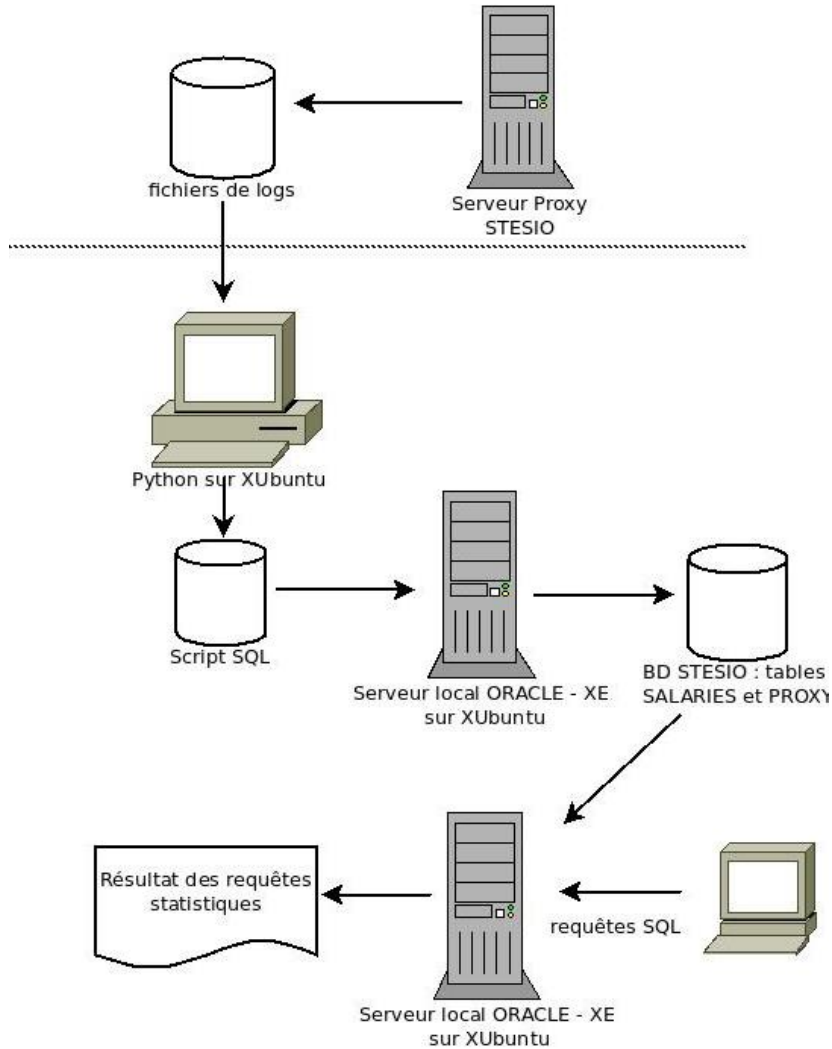 fichiers de logs
Serveur Proxy
STESIO
Python sur XUbuntu
Script SQL
Serveur local ORACLE - XE
sur XUbuntu
BD STESIO : tables
SALARIES et PROXY
Résultat des requêtes
statistiques
requêtes SQL
Serveur local ORACLE - XE
sur XUbuntu